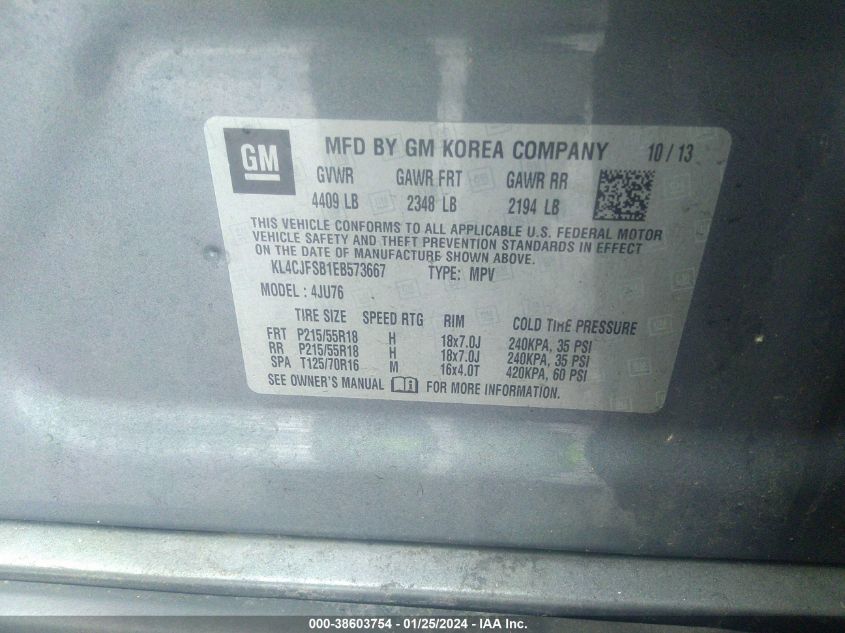 GM
MFD BY GM KOREA COMPANY 10 / 13
GVWR GAWR FRT GAWR RR
4409 LB 2348 LB 2194 LB
THIS VEHICLE CONFORMS TO ALL APPLICABLE U.S. FEDERAL MOTOR
VEHICLE SAFETY AND THEFT PREVENTION STANDARDS IN EFFECT
ON THE DATE OF MANUFACTURE SHOWN ABOVE.
KL4CJFSB1EB573667 TYPE: MPV
MODEL : 4JU76
TIRE SIZE SPEED RTG RIM COLD TIRE PRESSURE
FRT P215/55R18 H 18x7.0J 240KPA, 35 PSI
RR P215/55R18 H 18x7.0J 240KPA, 35 PSI
SPA T125/70R16 M 16x4.0T 420KPA, 60 PSI
SEE OWNER'S MANUAL FOR MORE INFORMATION.
000-38603754 - 01/25/2024 - IAA Inc.